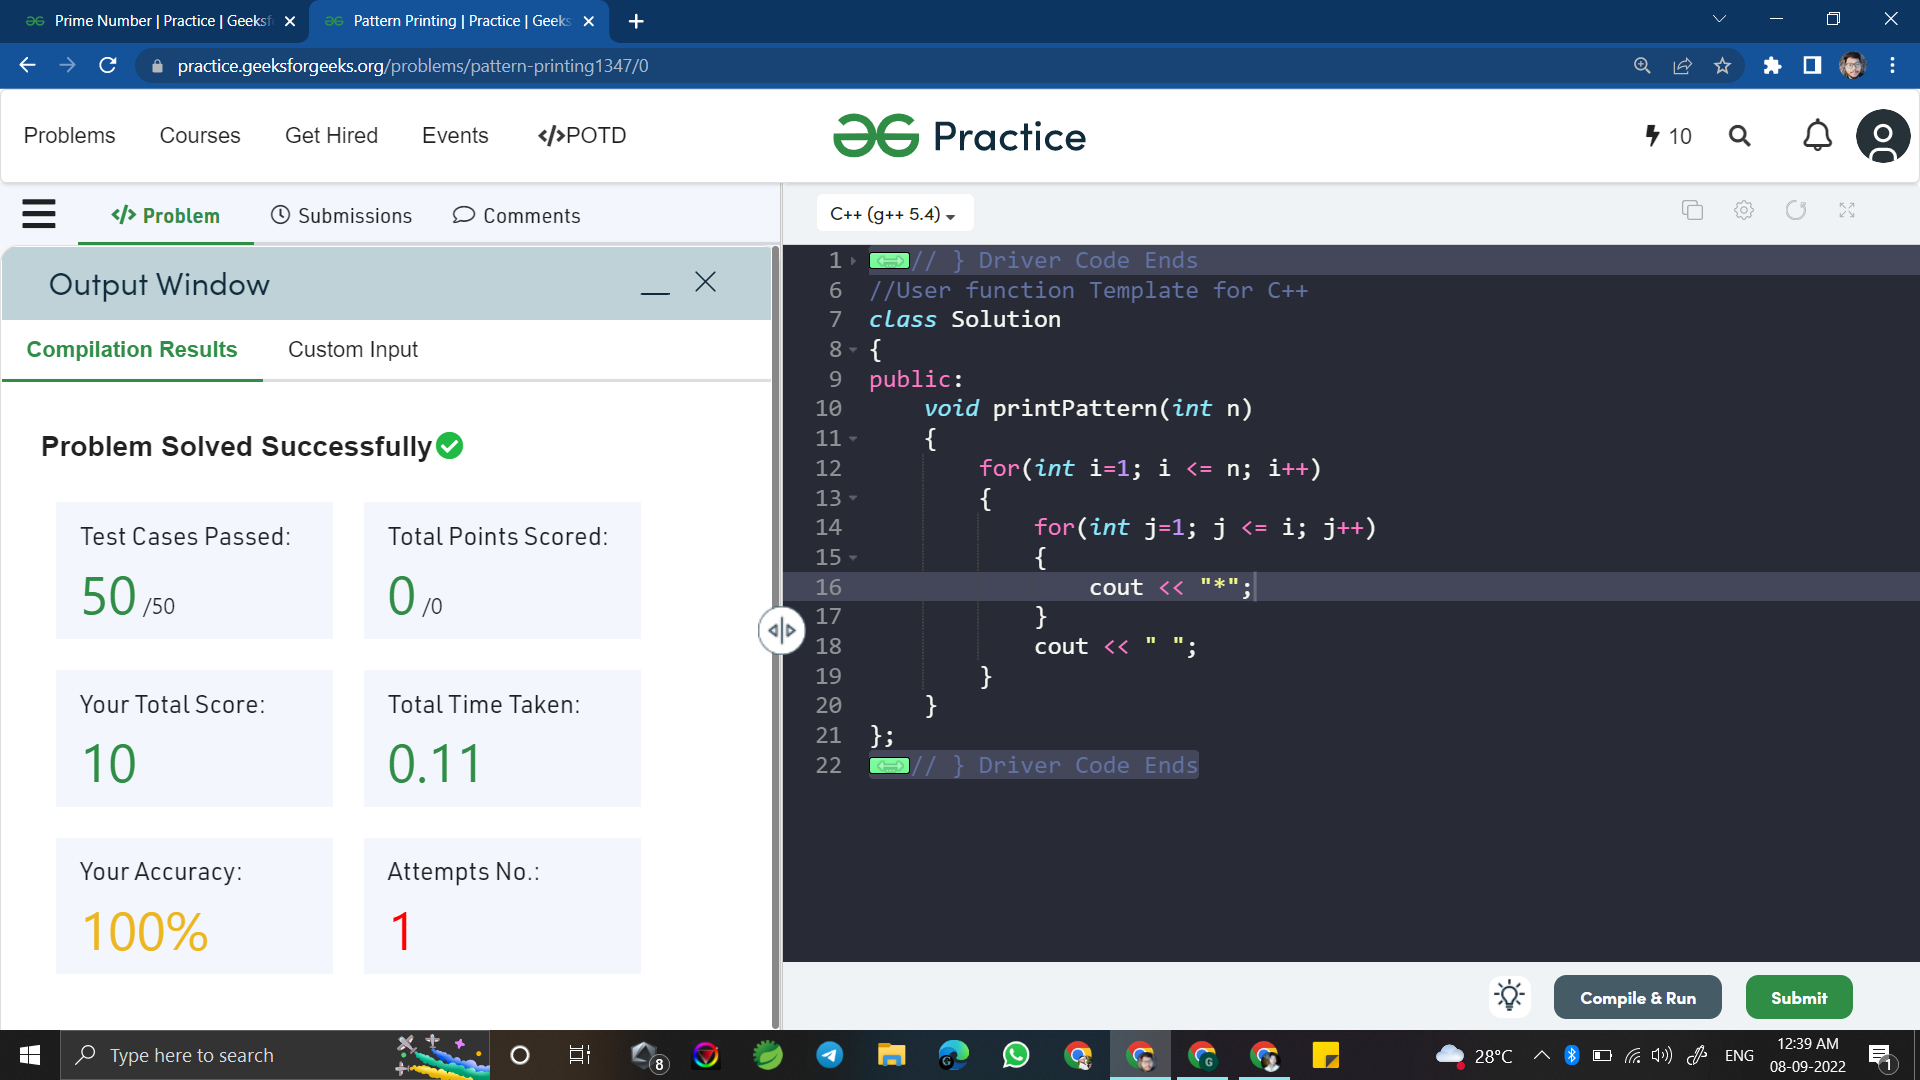 Prime Number | Practice | Geeksf
Pattern Printing | Practice | Geeks
practice.geeksforgeeks.org/problems/pattern-printing1347/0
Problems Courses Get Hired Events </>POTD
Practice
10
</> Problem Submissions Comments
C++ (g++ 5.4)
Output Window
Compilation Results Custom Input
Problem Solved Successfully
Test Cases Passed:
50 /50
Total Points Scored:
0 /0
Your Total Score:
10
Total Time Taken:
0.11
Your Accuracy:
100%
Attempts No.:
1
1 // } Driver Code Ends
6 //User function Template for C++
7 class Solution
8 {
9 public:
10 void printPattern(int n)
11 {
12 for(int i=1; i <= n; i++)
13 {
14 for(int j=1; j <= i; j++)
15 {
16 cout << "*";
17 }
18 cout << " ";
19 }
20 }
21 };
22 // } Driver Code Ends
Compile & Run Submit
Type here to search
8
G
G
28°C
ENG
12:39 AM
08-09-2022
1